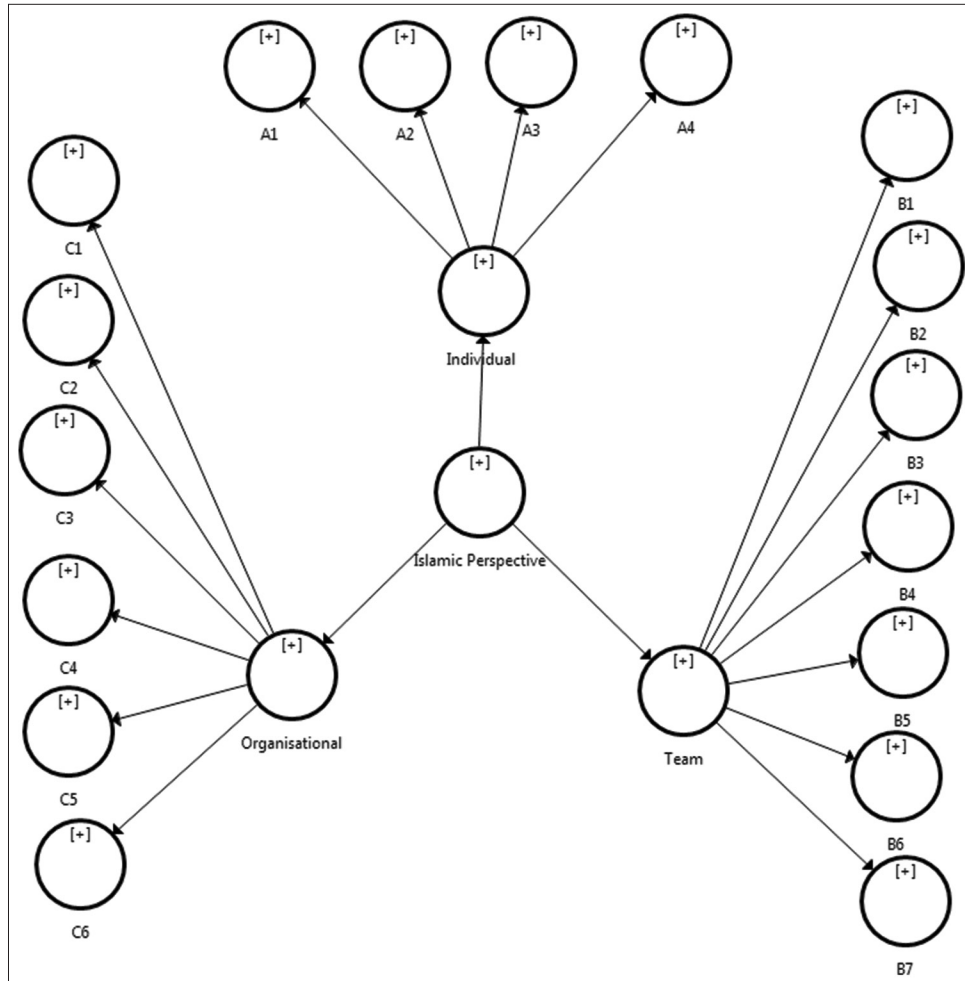 [+]
A1
[+]
A2
[+]
A3
[+]
A4
[+]
B1
[+]
B2
[+]
B3
[+]
B4
[+]
B5
[+]
B6
[+]
B7
[+]
C1
[+]
C2
[+]
C3
[+]
C4
[+]
C5
[+]
C6
[+]
Individual
[+]
Islamic Perspective
[+]
Organisational
[+]
Team